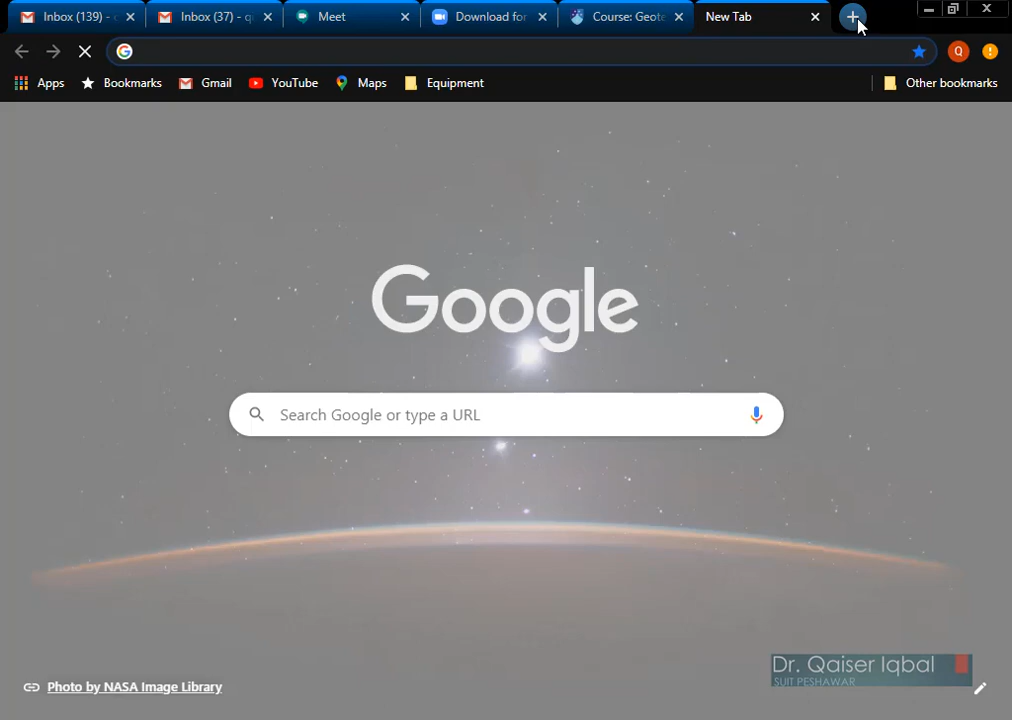 Inbox (139) - c
Inbox (37) - q
Meet
Download for
Course: Geote
New Tab
Apps
Bookmarks
Gmail
YouTube
Maps
Equipment
Other bookmarks
Q
Google
Search Google or type a URL
Dr. Qaiser Iqbal
SUIT PESHAWAR
Photo by NASA Image Library